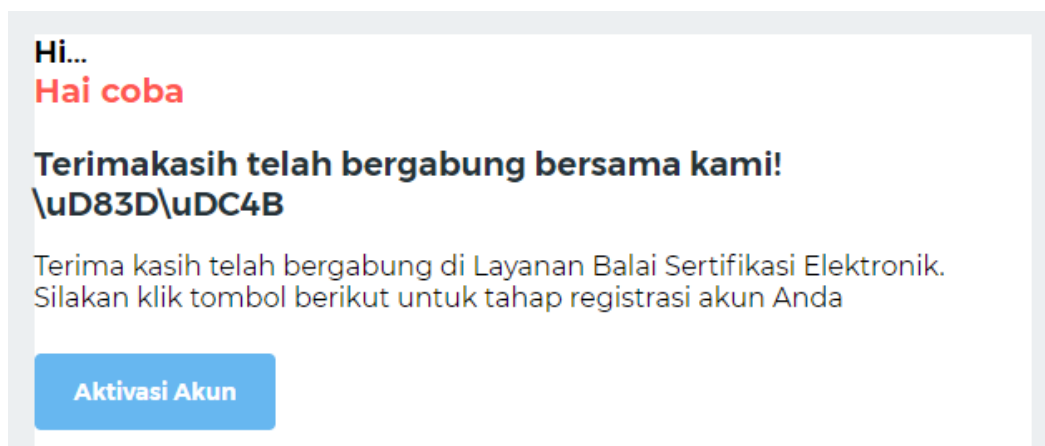 Hi...
Hai coba
Terimakasih telah bergabung bersama kami!
\uD83D\uDC4B
Terima kasih telah bergabung di Layanan Balai Sertifikasi Elektronik.
Silakan klik tombol berikut untuk tahap registrasi akun Anda
Aktivasi Akun